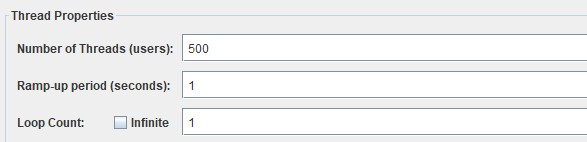 Thread Properties
Number of Threads (users): 500
Ramp-up period (seconds): 1
Loop Count: Infinite 1